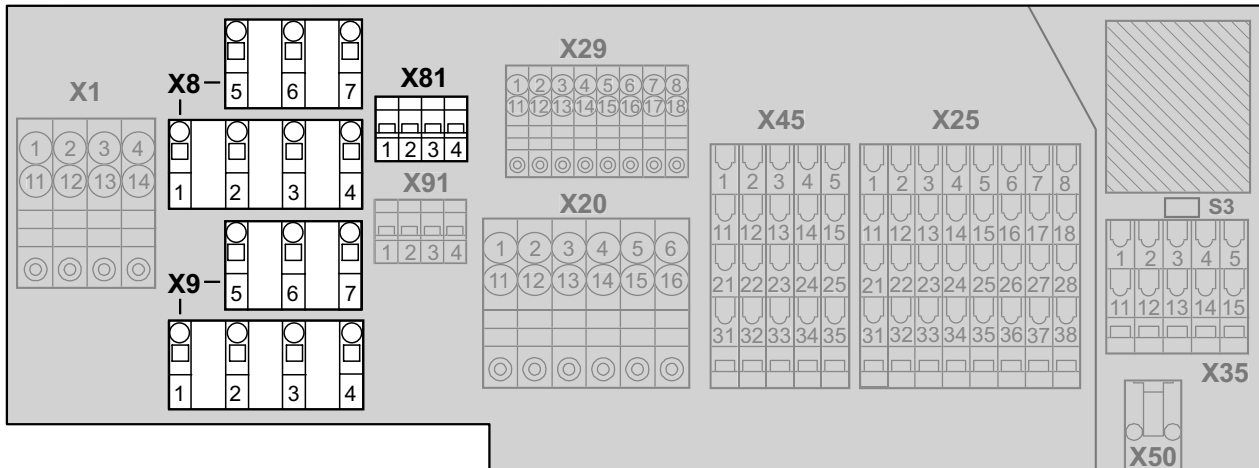 X1
1 2 3 4
11 12 13 14
X8
5 6 7
1 2 3 4
X9
5 6 7
1 2 3 4
X81
1 2 3 4
X91
1 2 3 4
X29
1 2 3 4 5 6 7 8
11 12 13 14 15 16 17 18
X20
1 2 3 4 5 6
11 12 13 14 15 16
X45
1 2 3 4 5
11 12 13 14 15
21 22 23 24 25
31 32 33 34 35
X25
1 2 3 4 5 6 7 8
11 12 13 14 15 16 17 18
21 22 23 24 25 26 27 28
31 32 33 34 35 36 37 38
S3
1 2 3 4 5
11 12 13 14 15
X35
X50